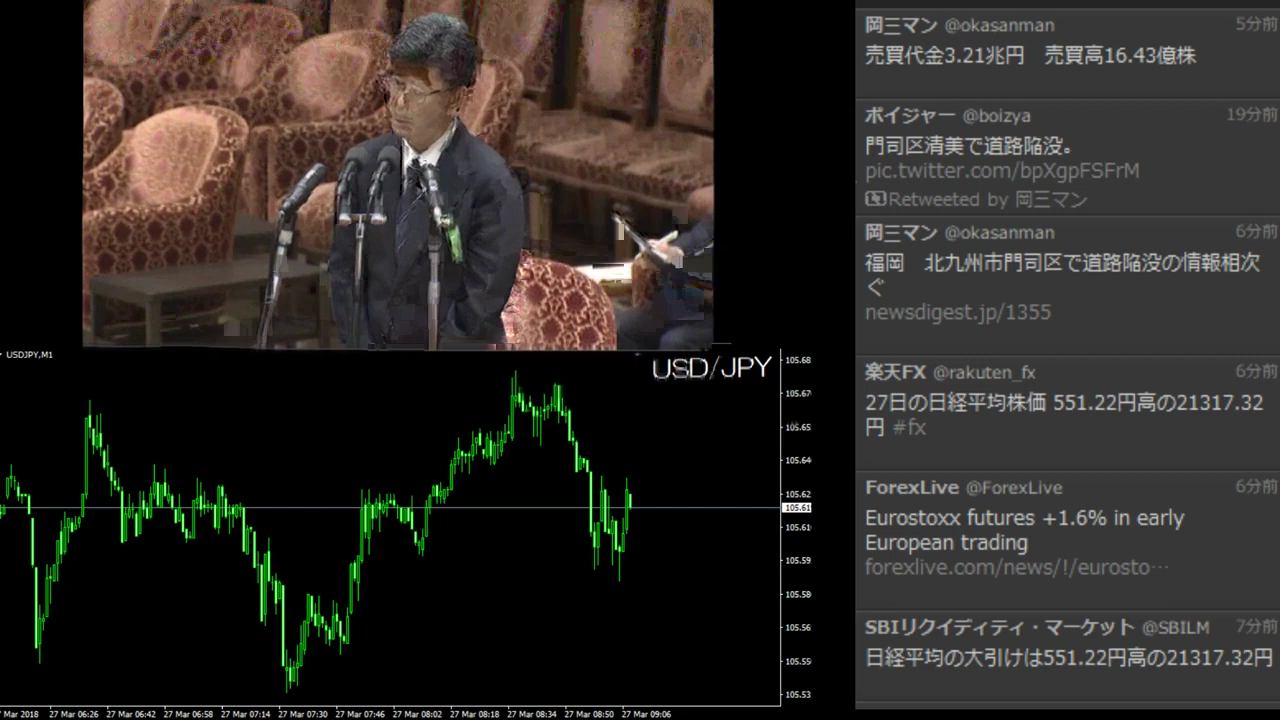 岡三マン @okasanman 5分前
売買代金3.21兆円　売買高16.43億株
ボイジャー @boizya 19分前
門司区清美で道路陥没。
pic.twitter.com/bpXgpFSFrM
Retweeted by 岡三マン
岡三マン @okasanman 6分前
福岡　北九州市門司区で道路陥没の情報相次
ぐ
newsdigest.jp/1355
楽天FX @rakuten_fx 6分前
27日の日経平均株価 551.22円高の21317.32
円 #fx
ForexLive @ForexLive 6分前
Eurostoxx futures +1.6% in early
European trading
forexlive.com/news/!/eurosto…
SBIリクイディティ・マーケット @SBILM 7分前
日経平均の大引けは551.22円高の21317.32円
USDJPY,M1
USD/JPY
105.68
105.67
105.65
105.64
105.62
105.61
105.61
105.59
105.58
105.56
105.55
105.53
Mar 2018 27 Mar 06:26 27 Mar 06:42 27 Mar 06:58 27 Mar 07:14 27 Mar 07:30 27 Mar 07:46 27 Mar 08:02 27 Mar 08:18 27 Mar 08:34 27 Mar 08:50 27 Mar 09:06